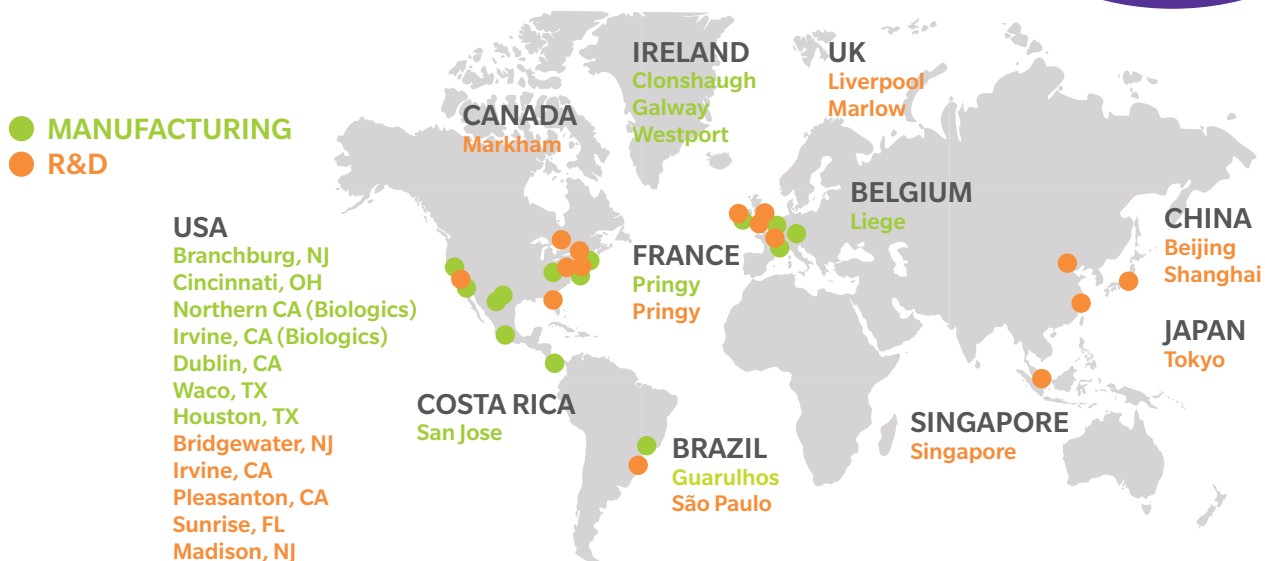 MANUFACTURING
R&D
USA
Branchburg, NJ
Cincinnati, OH
Northern CA (Biologics)
Irvine, CA (Biologics)
Dublin, CA
Waco, TX
Houston, TX
Bridgewater, NJ
Irvine, CA
Pleasanton, CA
Sunrise, FL
Madison, NJ
CANADA
Markham
COSTA RICA
San Jose
IRELAND
Clonshaugh
Galway
Westport
FRANCE
Pringy
Pringy
BRAZIL
Guarulhos
São Paulo
UK
Liverpool
Marlow
BELGIUM
Liege
SINGAPORE
Singapore
CHINA
Beijing
Shanghai
JAPAN
Tokyo